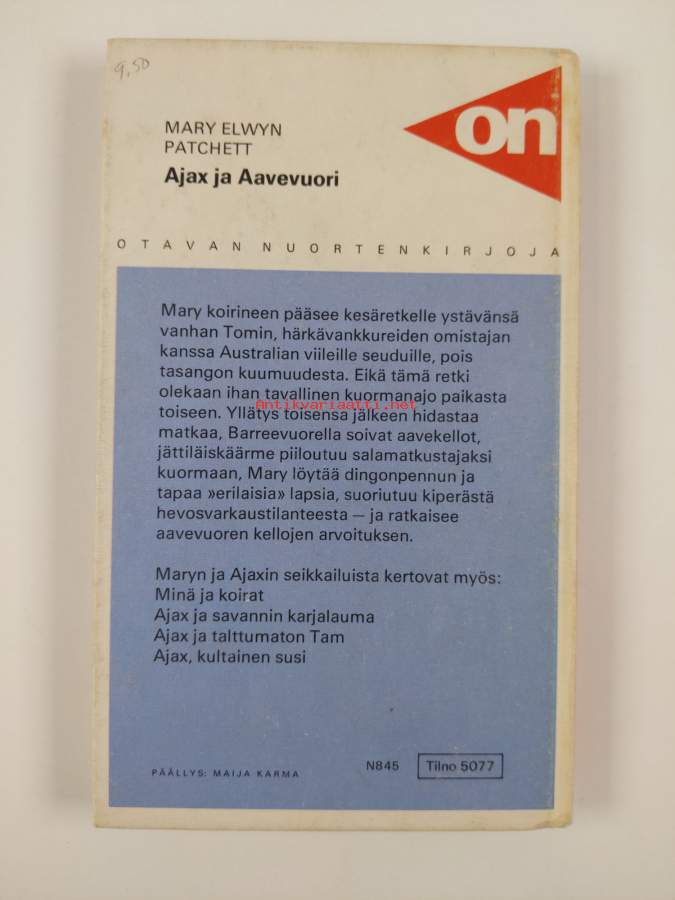 9,50
on
MARY ELWYN
PATCHETT
Ajax ja Aavevuori
OTAVAN NUORTENKIRJOJA
Mary koirineen pääsee kesäretkelle ystävänsä
vanhan Tomin, härkävankkureiden omistajan
kanssa Australian viileille seuduille, pois
tasangon kuumuudesta. Eikä tämä retki
olekaan ihan tavallinen kuormanajo paikasta
Antikvariaatti.net
toiseen. Yllätys toisensa jälkeen hidastaa
matkaa, Barreevuorella soivat aavekellot,
jättiläiskäärme piiloutuu salamatkustajaksi
kuormaan, Mary löytää dingonpennun ja
tapaa »erilaisia» lapsia, suoriutuu kiperästä
hevosvarkaustilanteesta — ja ratkaisee
aavevuoren kellojen arvoituksen.
Maryn ja Ajaxin seikkailuista kertovat myös:
Minä ja koirat
Ajax ja savannin karjalauma
Ajax ja talttumaton Tam
Ajax, kultainen susi
PÄÄLLYS: MAIJA KARMA
N845 Tilno 5077